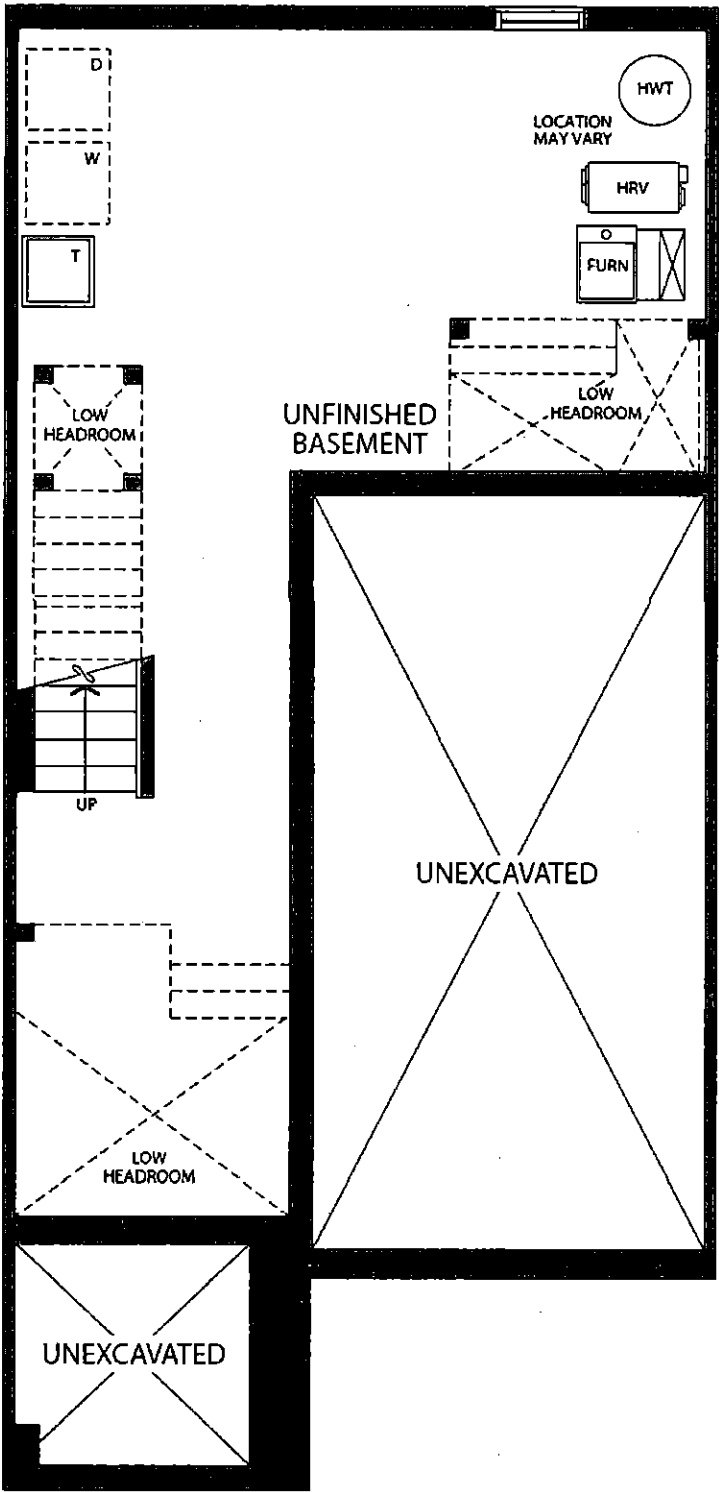 D
HWT
LOCATION
MAY VARY
W
HRV
T
FURN
LOW
HEADROOM
UNFINISHED
BASEMENT
LOW
HEADROOM
UP
UNEXCAVATED
LOW
HEADROOM
UNEXCAVATED